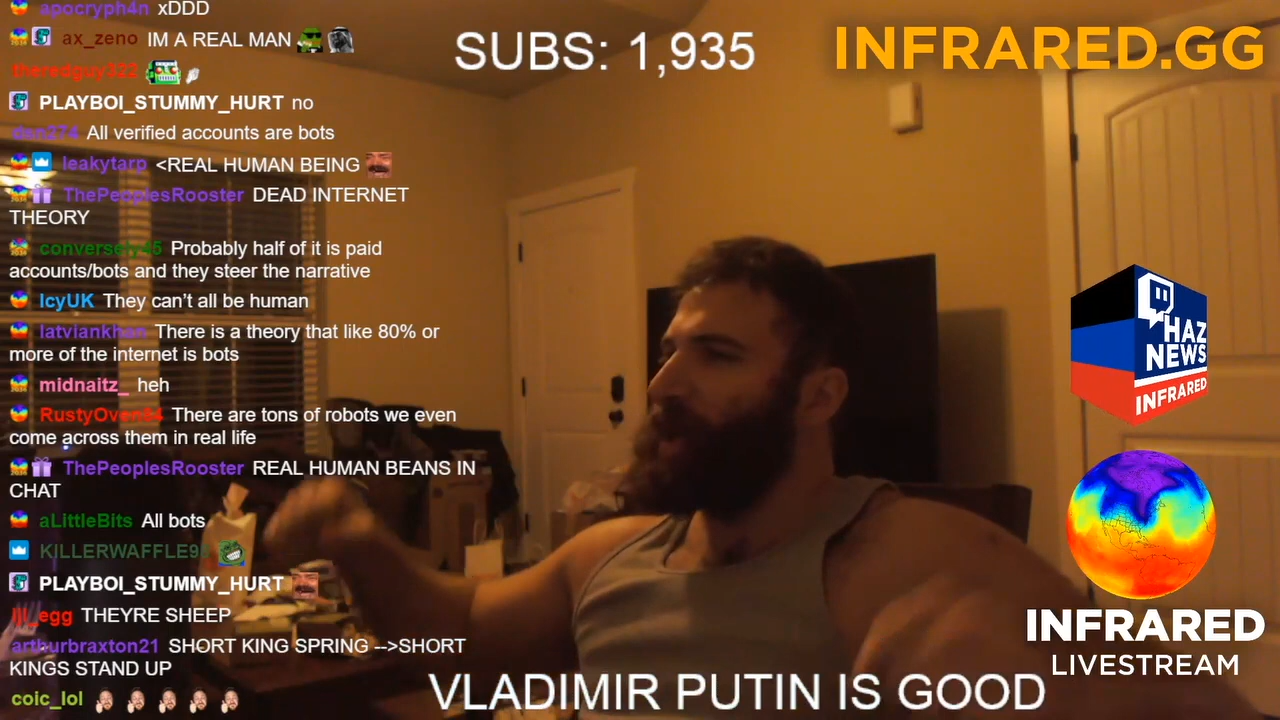 apocryph4n xDDD
ax_zeno IM A REAL MAN
theredguy322
PLAYBOI_STUMMY_HURT no
den274 All verified accounts are bots
leakytarp <REAL HUMAN BEING
ThePeoplesRooster DEAD INTERNET
THEORY
conversely45 Probably half of it is paid
accounts/bots and they steer the narrative
IcyUK They can't all be human
latviankhan There is a theory that like 80% or
more of the internet is bots
midnaitz_ heh
There are tons of robots we even
come across them in real life
ThePeoplesRooster REAL HUMAN BEANS IN
CHAT
aLittleBits All bots
PLAYBOI_STUMMY_HURT
THEYRE SHEEP
arthurbraxton21 SHORT KING SPRING -->SHORT
KINGS STAND UP
coic_lol
SUBS: 1,935
INFRARED.GG
HAZ
NEWS
INFRARED
INFRARED
LIVESTREAM
VLADIMIR PUTIN IS GOOD